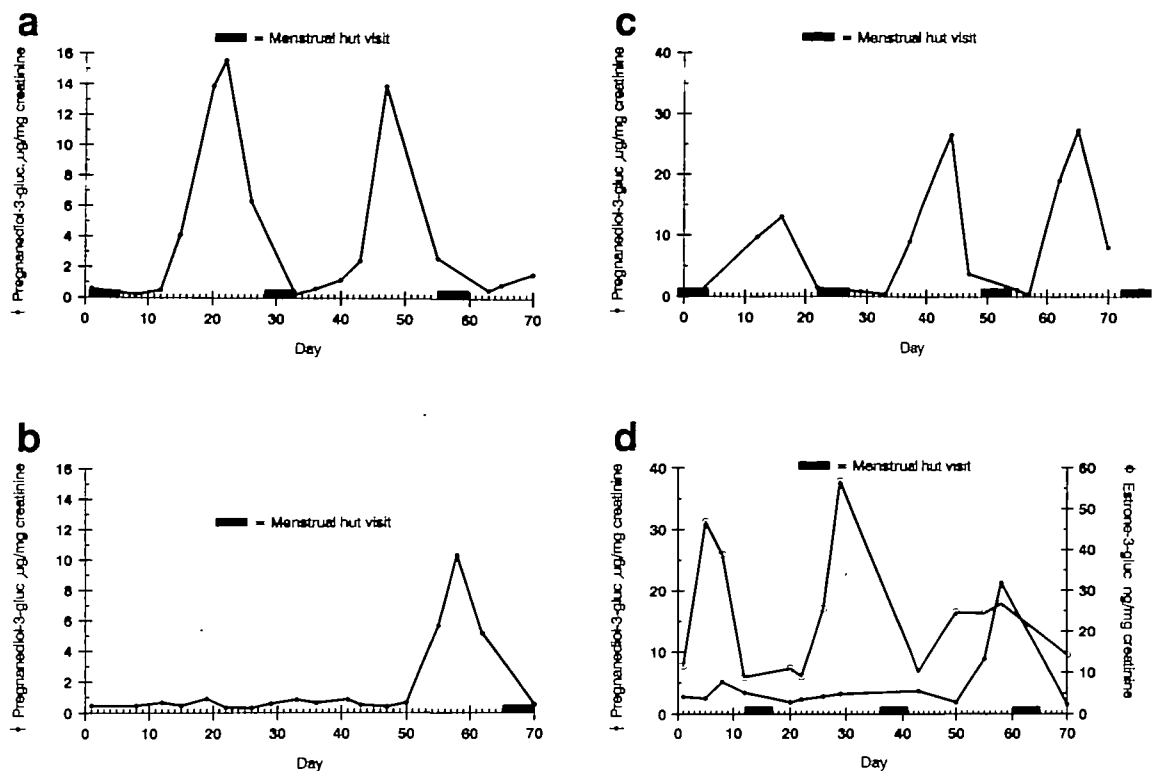 a
= Menstrual hut visit
Pregnanediol-3-gluc, µg/mg creatinine
16
14
12
10
8
6
4
2
0
0 10 20 30 40 50 60 70
Day
c
= Menstrual hut visit
Pregnanediol-3-gluc µg/mg creatinine
40
30
20
10
0
0 10 20 30 40 50 60 70
Day
b
= Menstrual hut visit
Pregnanediol-3-gluc µg/mg creatinine
16
14
12
10
8
6
4
2
0
0 10 20 30 40 50 60 70
Day
d
= Menstrual hut visit
Pregnanediol-3-gluc µg/mg creatinine
40
30
20
10
0
60
50
40
30
20
10
0
Estrone-3-gluc ng/mg creatinine
0 10 20 30 40 50 60 70
Day